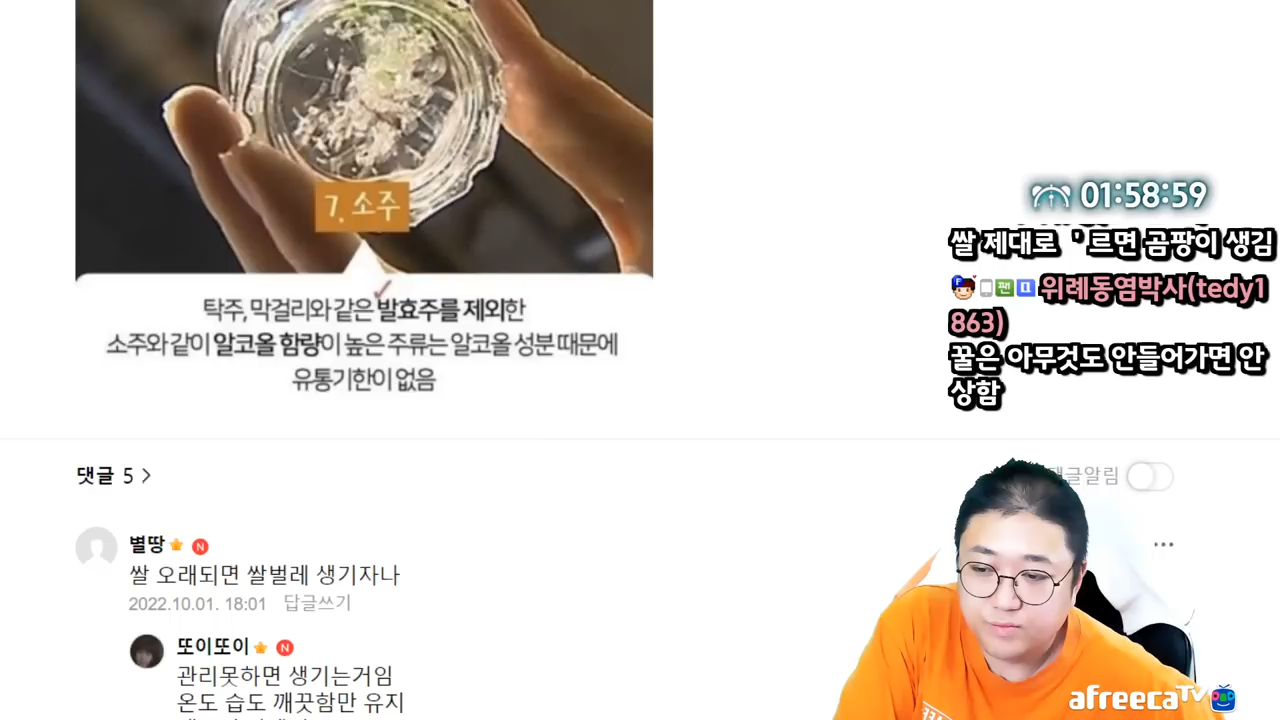 7. 소주
탁주, 막걸리와 같은 발효주를 제외한
소주와 같이 알코올 함량이 높은 주류는 알코올 성분 때문에
유통기한이 없음
01:58:59
쌀 제대로 르면 곰팡이 생김
팬 위례동염박사(tedy1
863)
꿀은 아무것도 안들어가면 안
상함
댓글 5 >
댓글알림
별땅 N
쌀 오래되면 쌀벌레 생기자나
2022.10.01. 18:01 답글쓰기
또이또이 N
관리못하면 생기는거임
온도 습도 깨끗함만 유지
afreecaTV